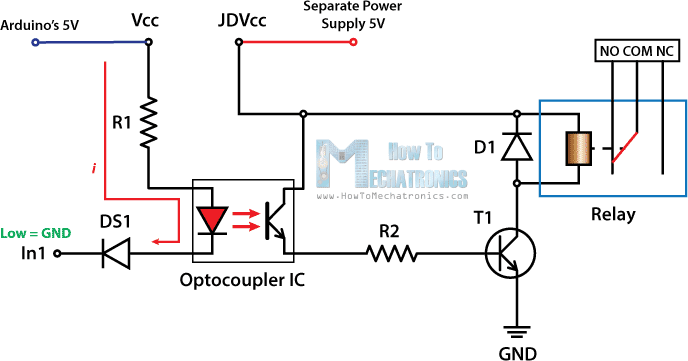 Arduino's 5V
Vcc
JDVcc
Separate Power
Supply 5V
NO COM NC
R1
i
D1
How To
MECHATRONICS
www.HowToMechatronics.com
Relay
Low = GND
In1
DS1
Optocoupler IC
R2
T1
GND